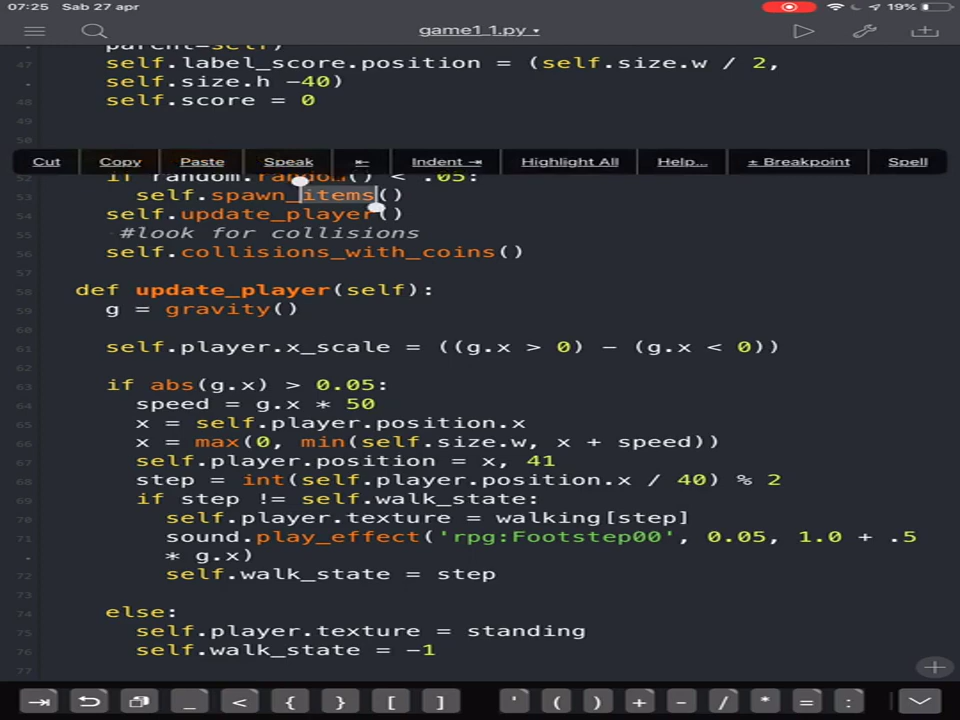 07:25 Sab 27 apr 19%
game1 1.py ▾
parent=self)
47 self.label_score.position = (self.size.w / 2,
self.size.h -40)
48 self.score = 0
49
50
Cut Copy Paste Speak ⇤ Indent ⇥ Highlight All Help... ± Breakpoint Spell
52 if random.random() < .05:
53 self.spawn_items()
54 self.update_player()
55 #look for collisions
56 self.collisions_with_coins()
57
58 def update_player(self):
59 g = gravity()
60
61 self.player.x_scale = ((g.x > 0) - (g.x < 0))
62
63 if abs(g.x) > 0.05:
64 speed = g.x * 50
65 x = self.player.position.x
66 x = max(0, min(self.size.w, x + speed))
67 self.player.position = x, 41
68 step = int(self.player.position.x / 40) % 2
69 if step != self.walk_state:
70 self.player.texture = walking[step]
71 sound.play_effect('rpg:Footstep00', 0.05, 1.0 + .5
* g.x)
72 self.walk_state = step
73
74 else:
75 self.player.texture = standing
76 self.walk_state = -1
77
_ < { } [ ] ' ( ) + - / * = :